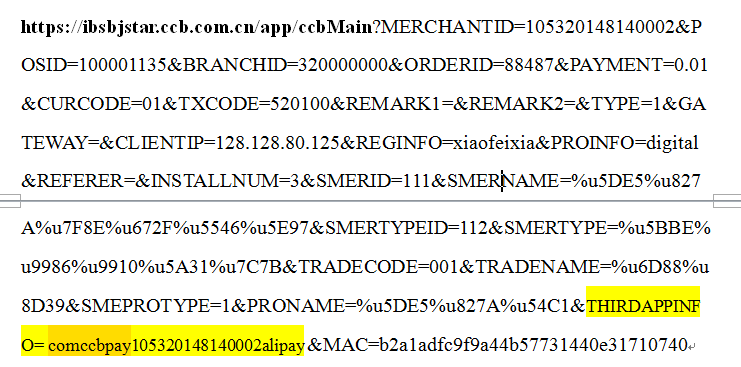 https://ibsbjstar.ccb.com.cn/app/ccbMain?MERCHANTID=105320148140002&P
OSID=100001135&BRANCHID=320000000&ORDERID=88487&PAYMENT=0.01
&CURCODE=01&TXCODE=520100&REMARK1=&REMARK2=&TYPE=1&GA
TEWAY=&CLIENTIP=128.128.80.125&REGINFO=xiaofeixia&PROINFO=digital
&REFERER=&INSTALLNUM=3&SMERID=111&SMERNAME=%u5DE5%u827
A%u7F8E%u672F%u5546%u5E97&SMERTYPEID=112&SMERTYPE=%u5BBE%
u9986%u9910%u5A31%u7C7B&TRADECODE=001&TRADENAME=%u6D88%u
8D39&SMEPROTYPE=1&PRONAME=%u5DE5%u827A%u54C1&THIRDAPPINF
O= comccbpay105320148140002alipay &MAC=b2a1adfc9f9a44b57731440e31710740